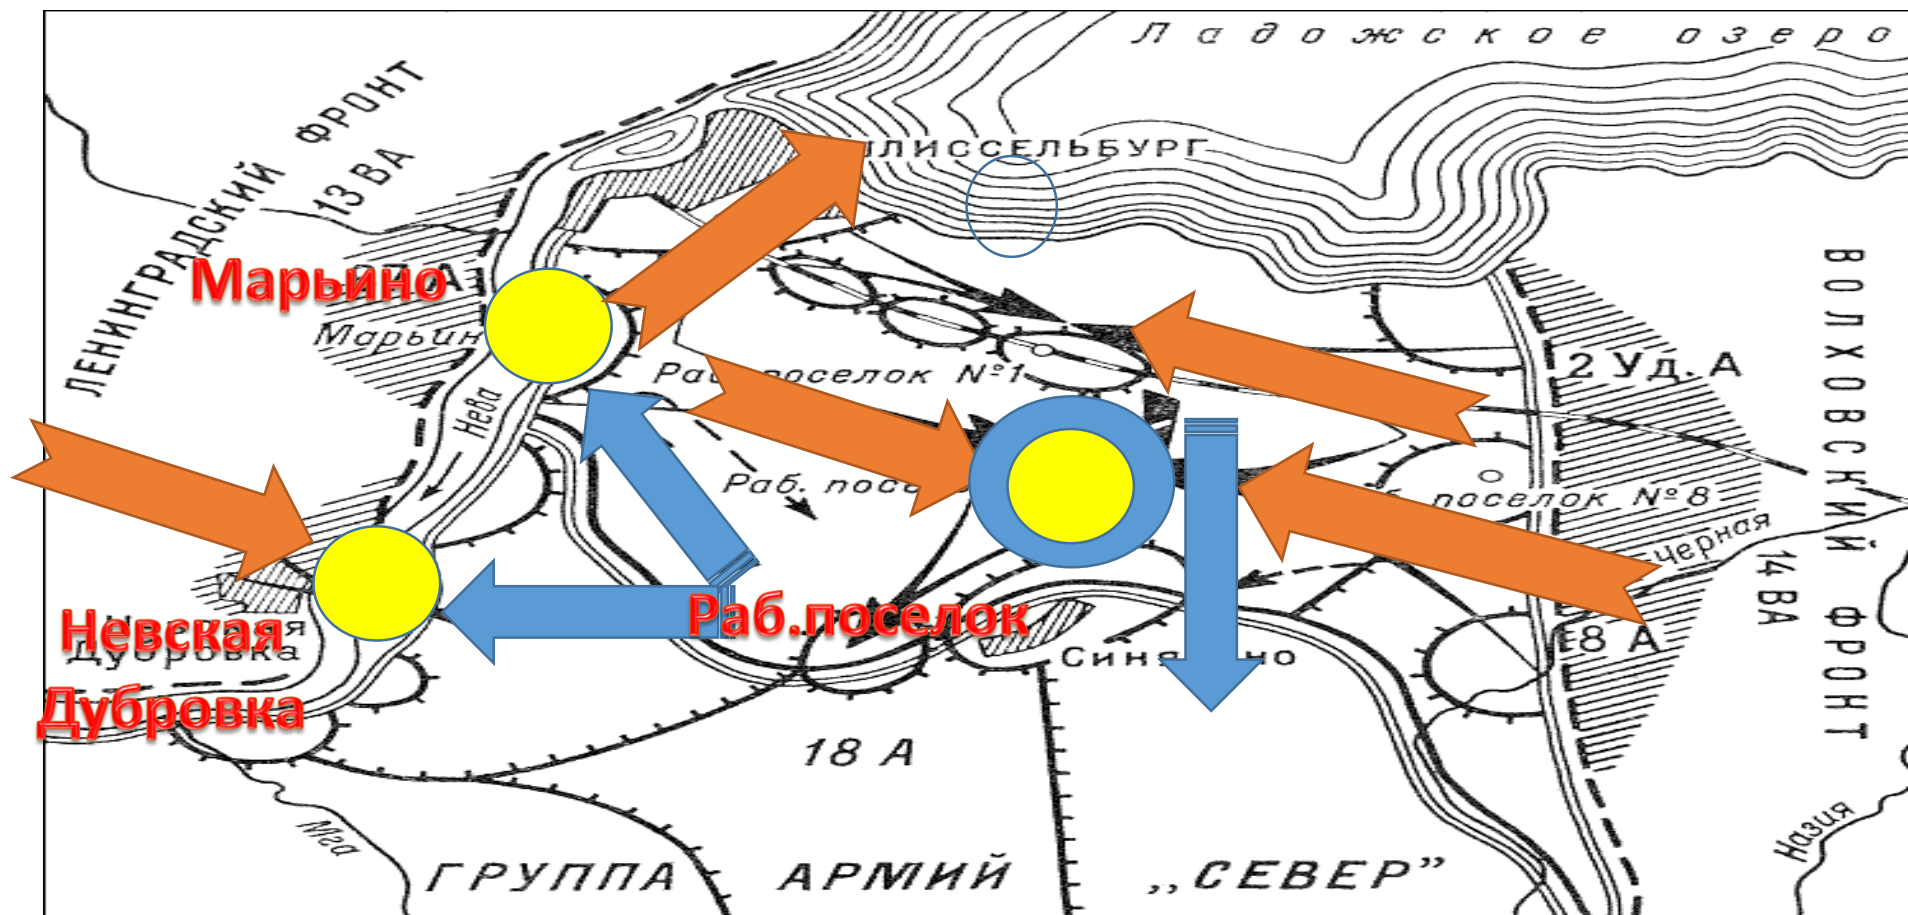 Ладожское озеро
ЛЕНИНГРАДСКИЙ ФРОНТ
13 ВА
ЛИССЕЛЬБУРГ
Марьино
А
Марьин
2 Уд. А
ВОЛХОВСКИЙ ФРОНТ
Раб. поселок №1
Нева
Раб.
поселок №8
Черная
14 ВА
8 А
Раб.поселок
Невская
Дубровка
Дубровка
Синя но
18 А
Мга
Назия
ГРУППА АРМИЙ „СЕВЕР”